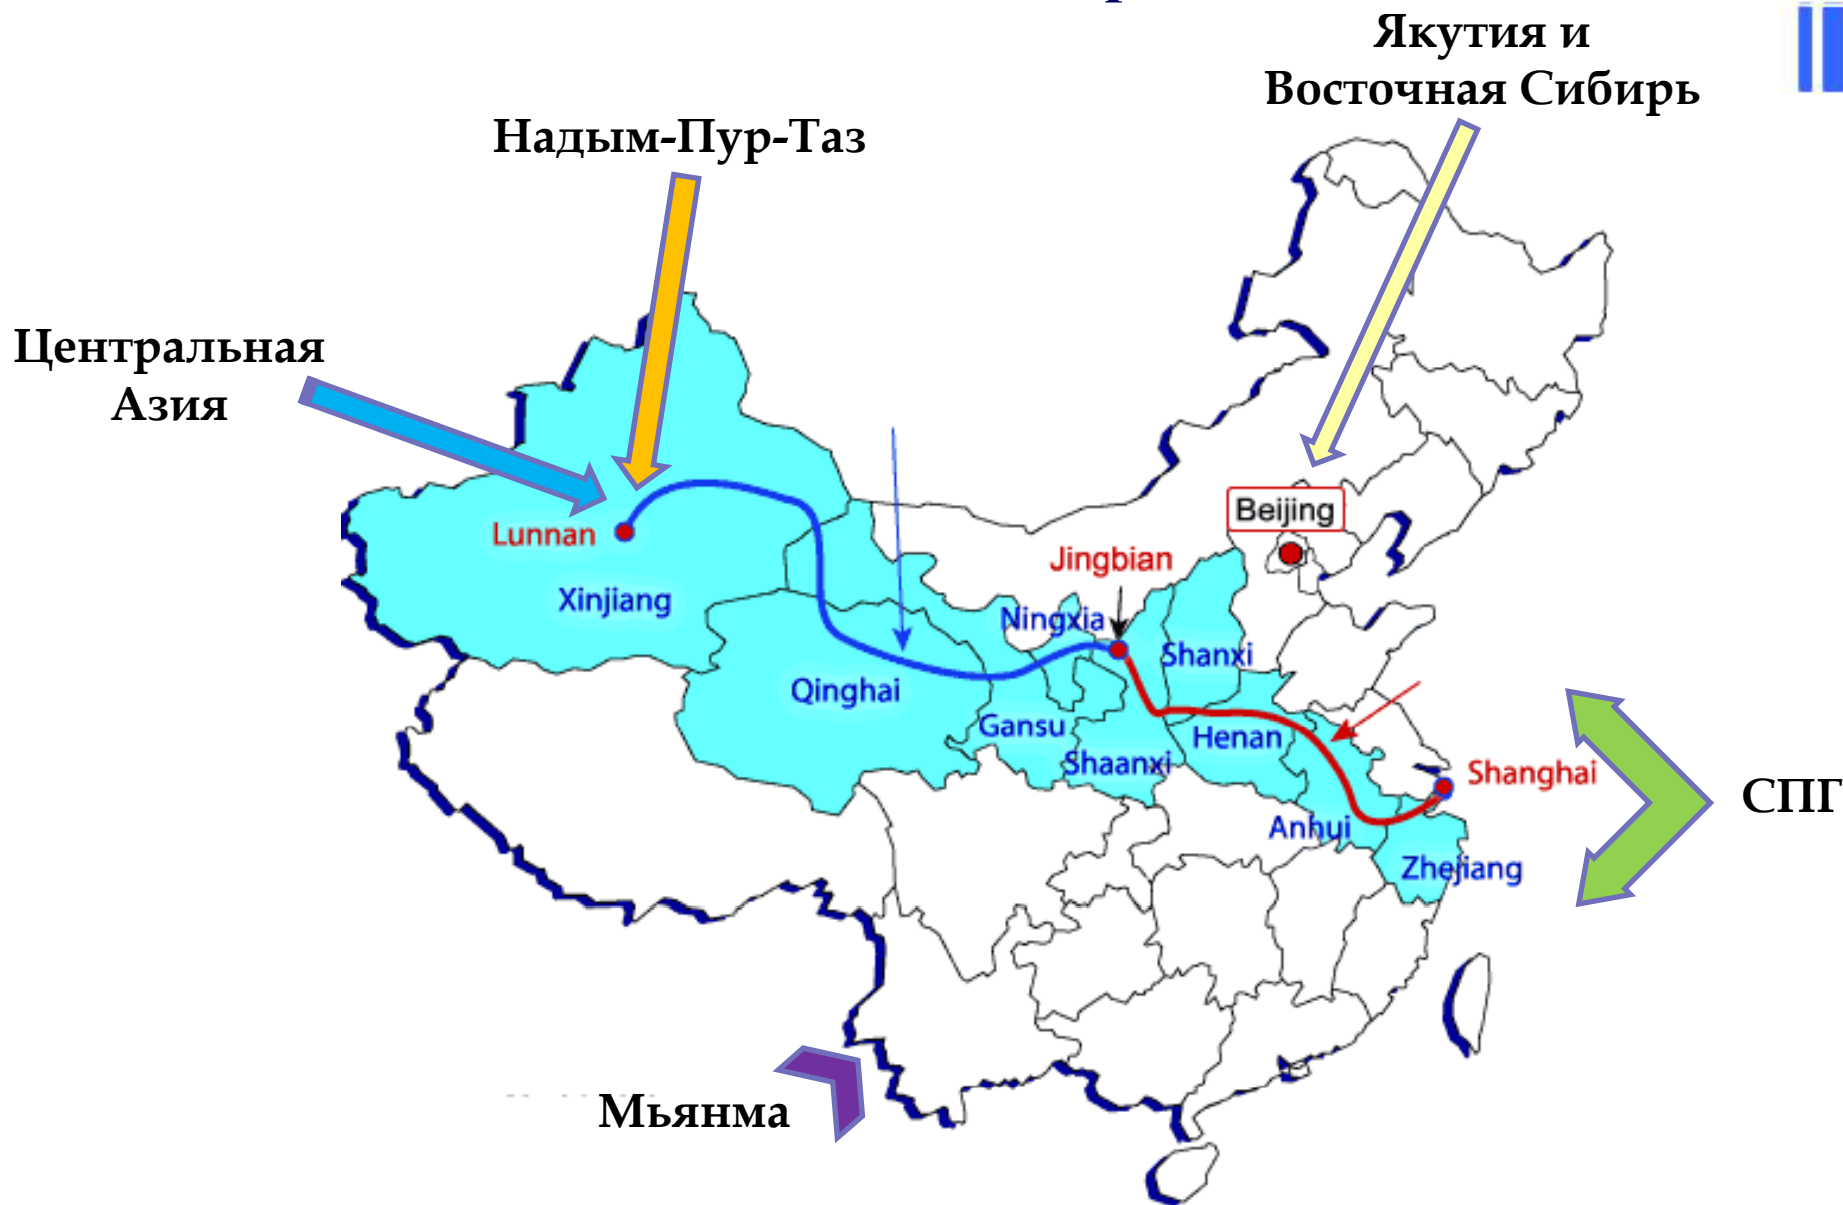 Якутия и
Восточная Сибирь
Надым-Пур-Таз
Центральная
Азия
Beijing
Lunnan
Jingbian
Xinjiang
Ningxia
Shanxi
Qinghai
Gansu
Henan
Shaanxi
Shanghai
СПГ
Anhui
Zhejiang
Мьянма